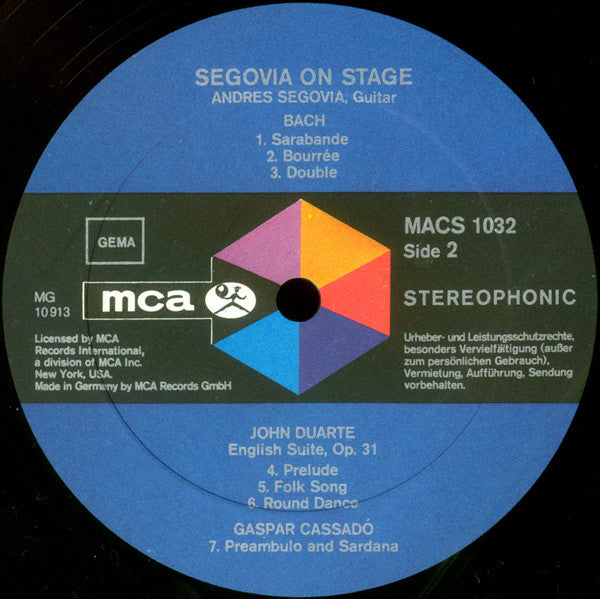 SEGOVIA ON STAGE
ANDRES SEGOVIA, Guitar
BACH
1. Sarabande
2. Bourrée
3. Double
GEMA
MACS 1032
Side 2
MG
10 913
mca
STEREOPHONIC
Licensed by MCA
Records International,
a division of MCA Inc.
New York, USA.
Made in Germany by MCA Records GmbH
Urheber- und Leistungsschutzrechte,
besonders Vervielfältigung (außer
zum persönlichen Gebrauch),
Vermietung, Aufführung, Sendung
vorbehalten.
JOHN DUARTE
English Suite, Op. 31
4. Prelude
5. Folk Song
6. Round Dance
GASPAR CASSADÓ
7. Preambulo and Sardana